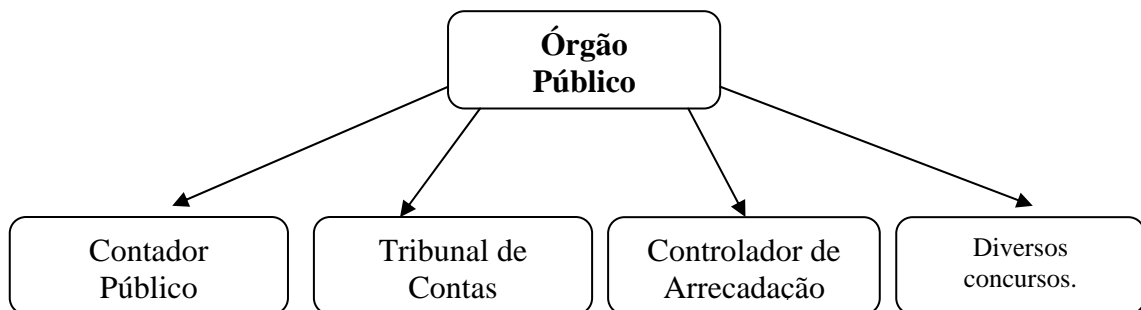 Órgão
Público
Contador
Público
Tribunal de
Contas
Controlador de
Arrecadação
Diversos
concursos.